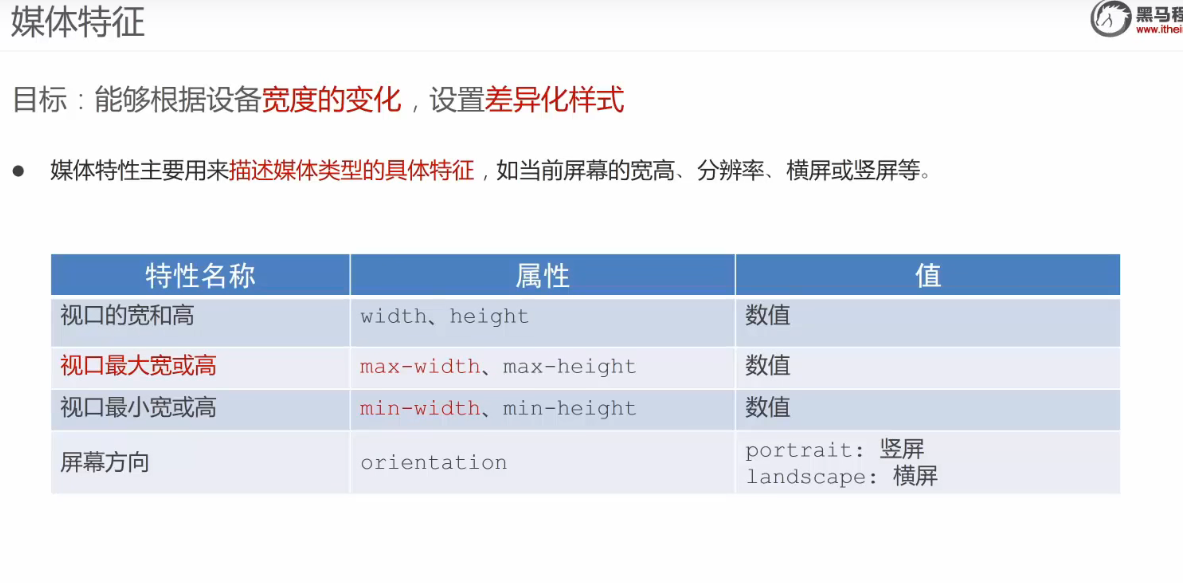 媒体特征
黑马程
www.ithei
目标：能够根据设备宽度的变化，设置差异化样式
● 媒体特性主要用来描述媒体类型的具体特征，如当前屏幕的宽高、分辨率、横屏或竖屏等。
特性名称 属性 值
视口的宽和高 width、height 数值
视口最大宽或高 max-width、max-height 数值
视口最小宽或高 min-width、min-height 数值
屏幕方向 orientation portrait: 竖屏
landscape: 横屏